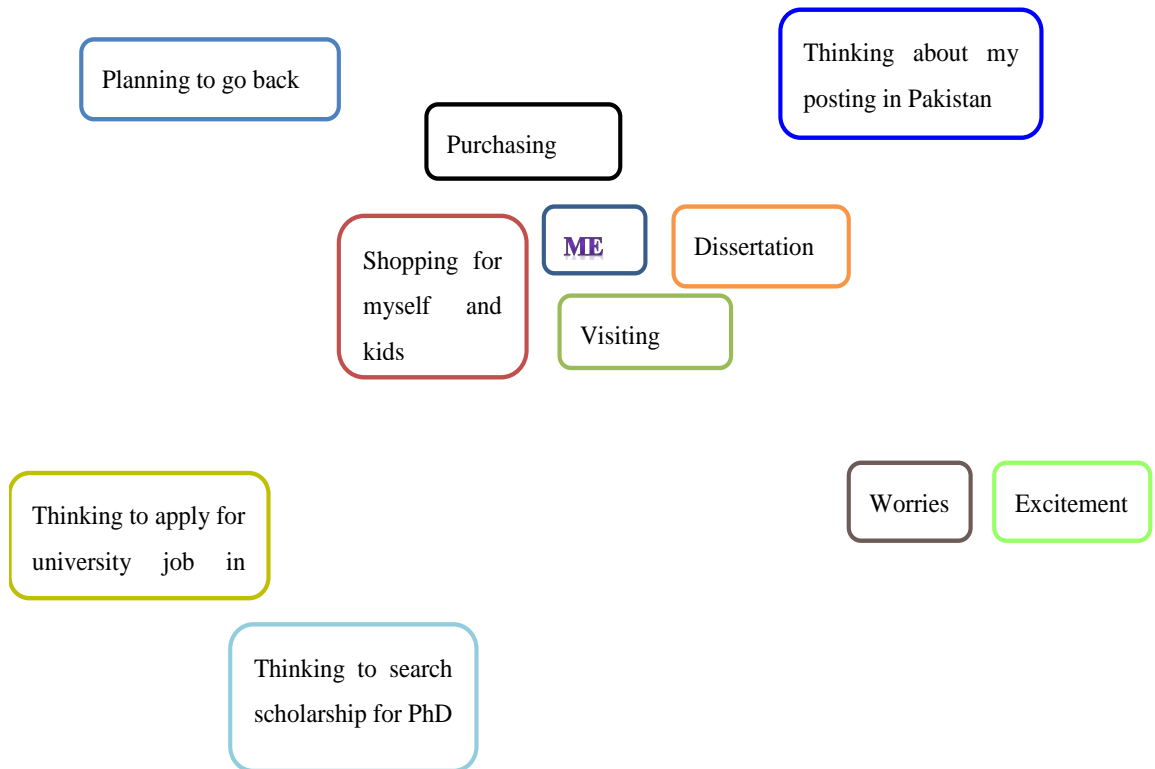 Planning to go back
Thinking about my
posting in Pakistan
Purchasing
ME
Dissertation
Shopping for
myself and
kids
Visiting
Thinking to apply for
university job in
Worries
Excitement
Thinking to search
scholarship for PhD